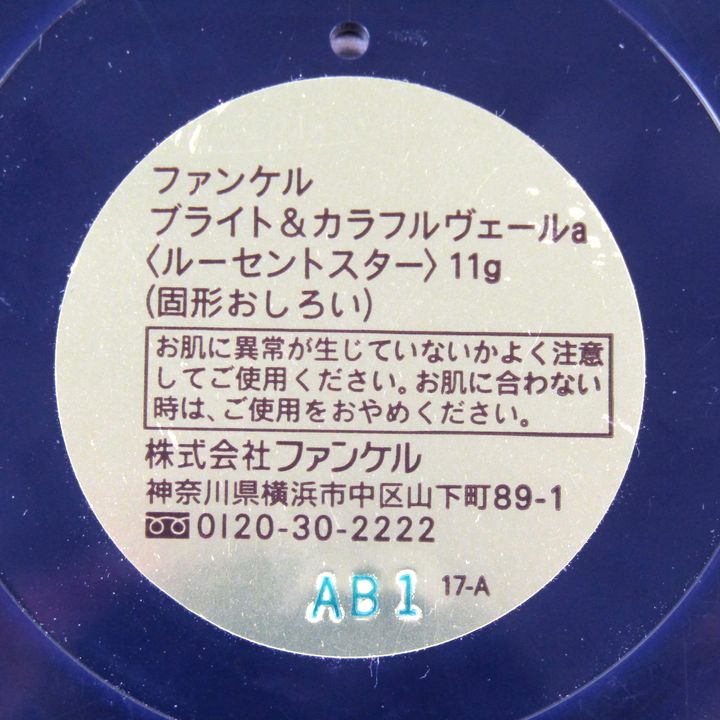 ファンケル
ブライト&カラフルヴェールa
〈ルーセントスター〉11g
(固形おしろい)
お肌に異常が生じていないかよく注意
してご使用ください。お肌に合わない
時は、ご使用をおやめください。
株式会社ファンケル
神奈川県横浜市中区山下町89-1
0120-30-2222
AB1 17-A